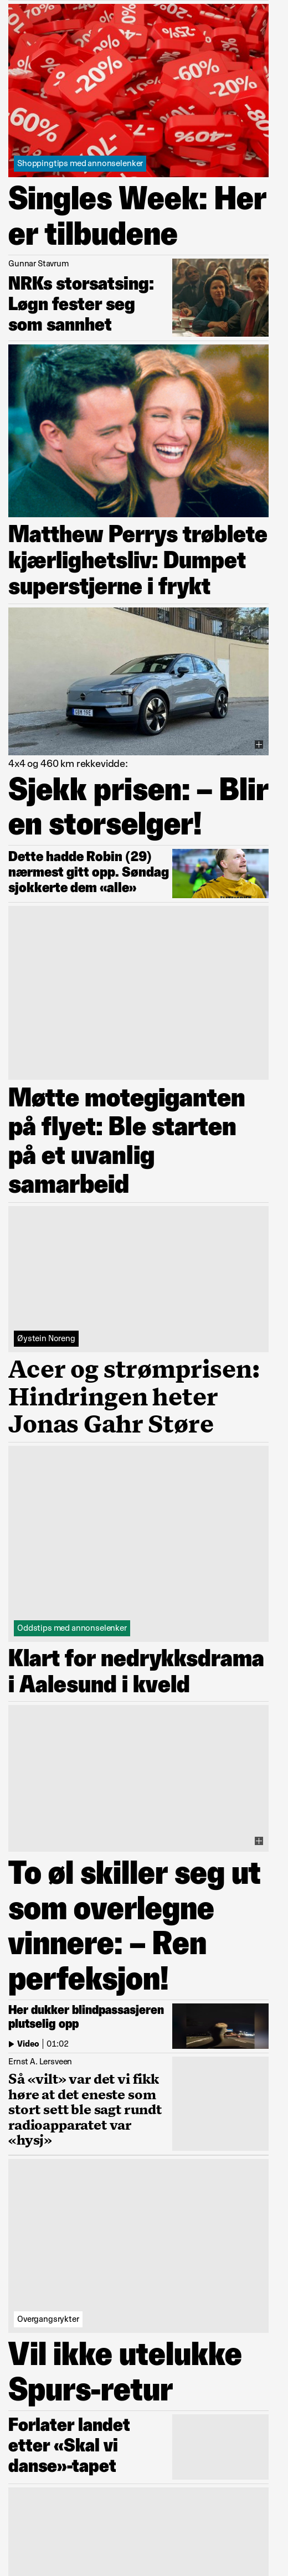 -20%
-60%
-20%
60%
-40%
-20%
-80
Shoppingtips med annonselenker
Singles Week: Her
er tilbudene
Gunnar Stavrum
NRKs storsatsing:
Løgn fester seg
som sannhet
Matthew Perrys trøblete
kjærlighetsliv: Dumpet
superstjerne i frykt
4x4 og 460 km rekkevidde:
Sjekk prisen: – Blir
en storselger!
Dette hadde Robin (29)
nærmest gitt opp. Søndag
sjokkerte dem «alle»
Møtte motegiganten
på flyet: Ble starten
på et uvanlig
samarbeid
Øystein Noreng
Acer og strømprisen:
Hindringen heter
Jonas Gahr Støre
Oddstips med annonselenker
Klart for nedrykksdrama
i Aalesund i kveld
To øl skiller seg ut
som overlegne
vinnere: – Ren
perfeksjon!
Her dukker blindpassasjeren
plutselig opp
Video | 01:02
Ernst A. Lersveen
Så «vilt» var det vi fikk
høre at det eneste som
stort sett ble sagt rundt
radioapparatet var
«hysj»
Overgangsrykter
Vil ikke utelukke
Spurs-retur
Forlater landet
etter «Skal vi
danse»-tapet